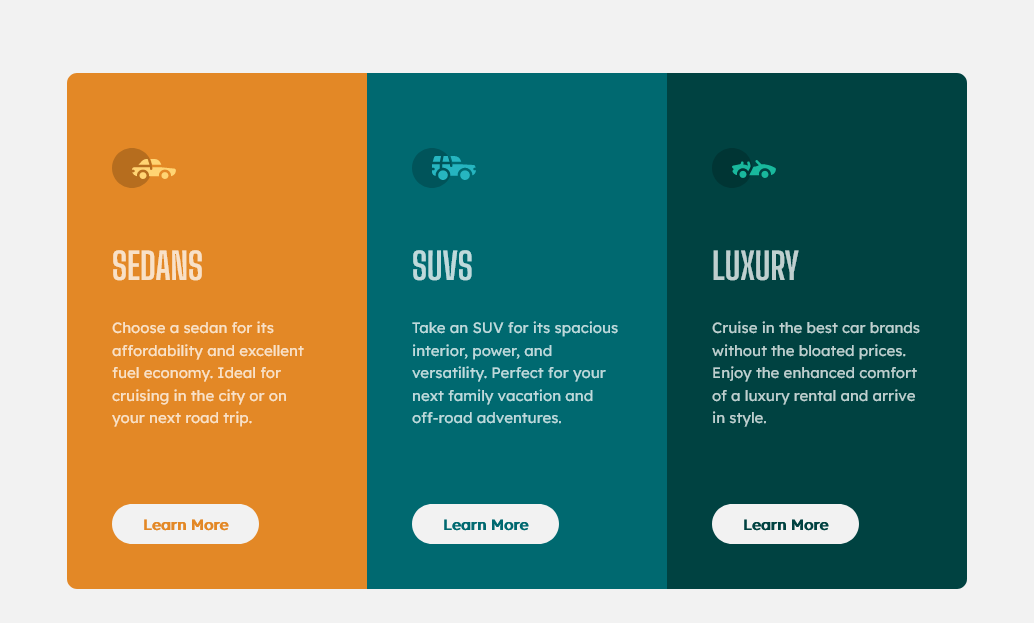 SEDANS
Choose a sedan for its
affordability and excellent
fuel economy. Ideal for
cruising in the city or on
your next road trip.
Learn More
SUVS
Take an SUV for its spacious
interior, power, and
versatility. Perfect for your
next family vacation and
off-road adventures.
Learn More
LUXURY
Cruise in the best car brands
without the bloated prices.
Enjoy the enhanced comfort
of a luxury rental and arrive
in style.
Learn More